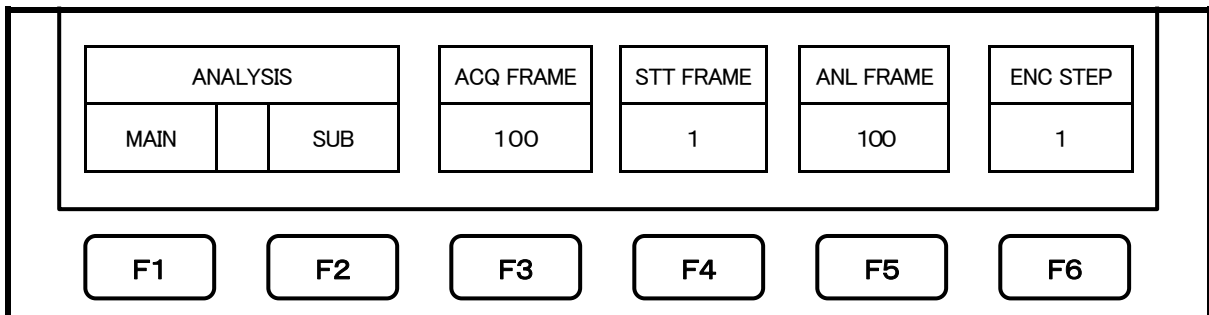 ANALYSIS ACQ FRAME STT FRAME ANL FRAME ENC STEP
MAIN SUB 100 1 100 1
F1 F2 F3 F4 F5 F6